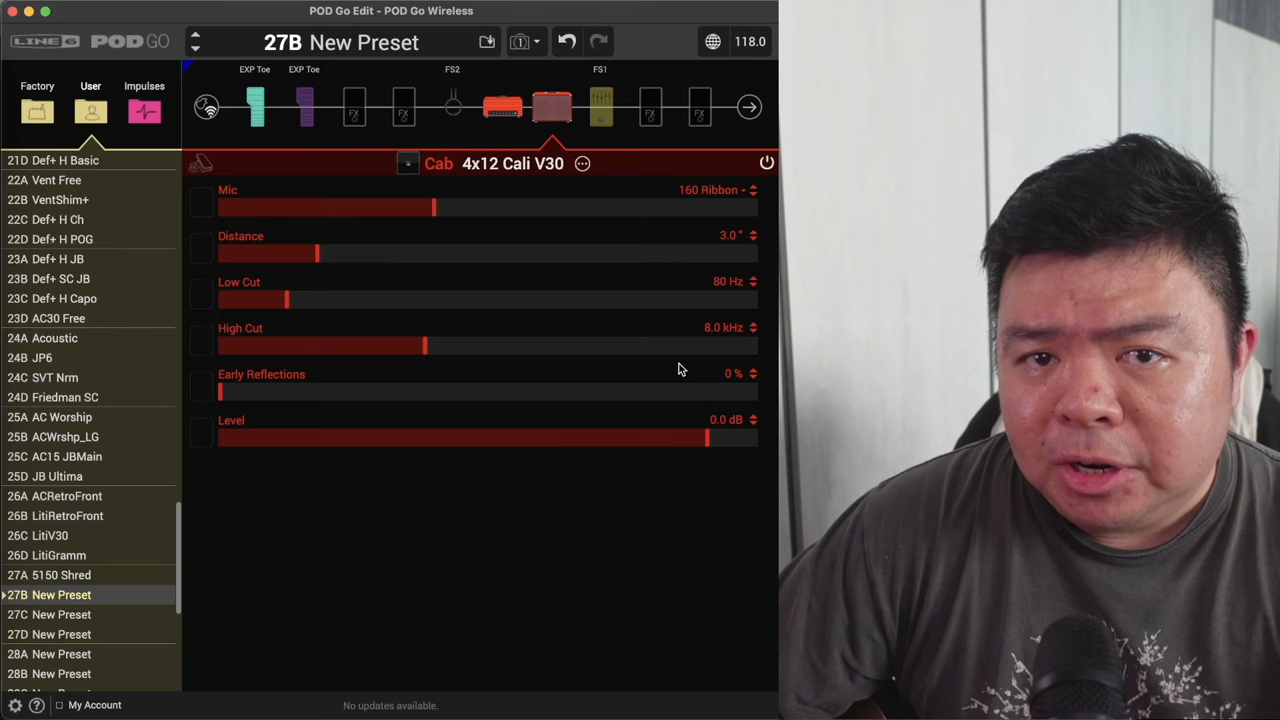 POD Go Edit - POD Go Wireless
LINE 6 POD GO
27B New Preset
118.0
Factory
User
Impulses
EXP Toe
EXP Toe
FS2
FS1
FX
FX
FX
FX
21D Def+ H Basic
22A Vent Free
22B VentShim+
22C Def+ H Ch
22D Def+ H POG
23A Def+ H JB
23B Def+ SC JB
23C Def+ H Capo
23D AC30 Free
24A Acoustic
24B JP6
24C SVT Nrm
24D Friedman SC
25A AC Worship
25B ACWrshp_LG
25C AC15 JBMain
25D JB Ultima
26A ACRetroFront
26B LitiRetroFront
26C LitiV30
26D LitiGramm
27A 5150 Shred
27B New Preset
27C New Preset
27D New Preset
28A New Preset
28B New Preset
Cab 4x12 Cali V30
Mic 160 Ribbon
Distance 3.0"
Low Cut 80 Hz
High Cut 8.0 kHz
Early Reflections 0 %
Level 0.0 dB
My Account
No updates available.